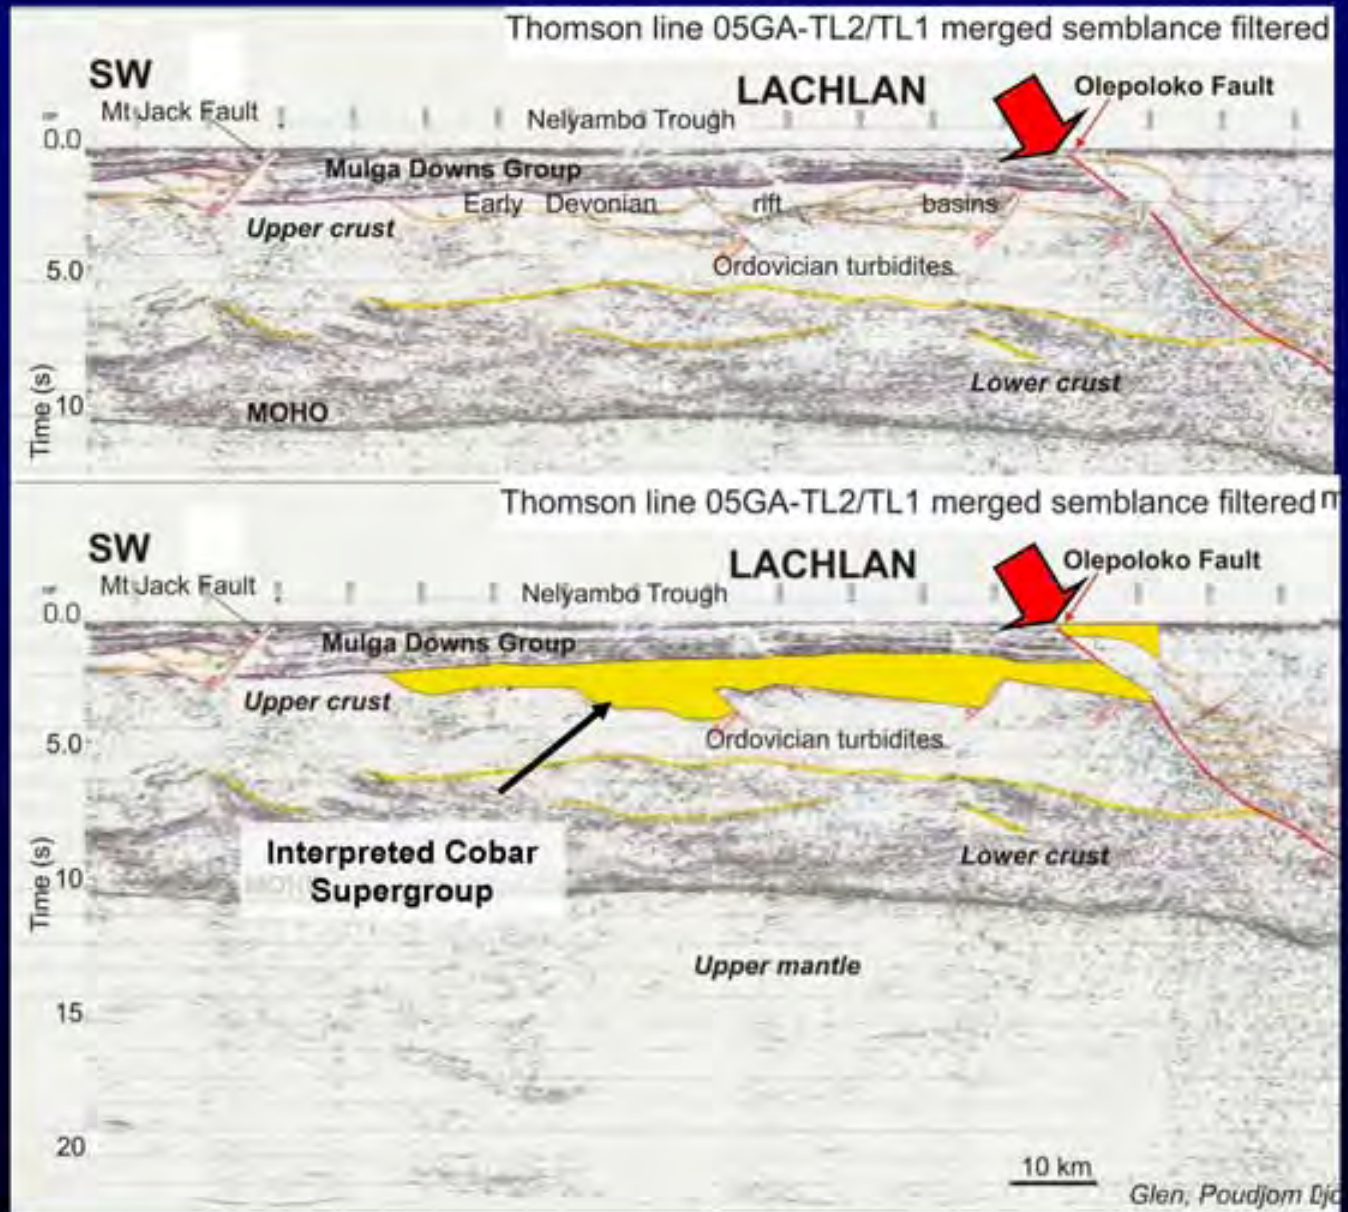 Thomson line 05GA-TL2/TL1 merged semblance filtered
SW
LACHLAN
Olepoloko Fault
Mt Jack Fault
Nelyambo Trough
0.0
Mulga Downs Group
Early Devonian rift basins
Upper crust
5.0
Ordovician turbidites
Lower crust
Time (s)
10
MOHO
Thomson line 05GA-TL2/TL1 merged semblance filtered m
SW
LACHLAN
Olepoloko Fault
Mt Jack Fault
Nelyambo Trough
0.0
Mulga Downs Group
Upper crust
5.0
Ordovician turbidites
Interpreted Cobar
Supergroup
Lower crust
Time (s)
10
Upper mantle
15
20
10 km
Glen, Poudjom